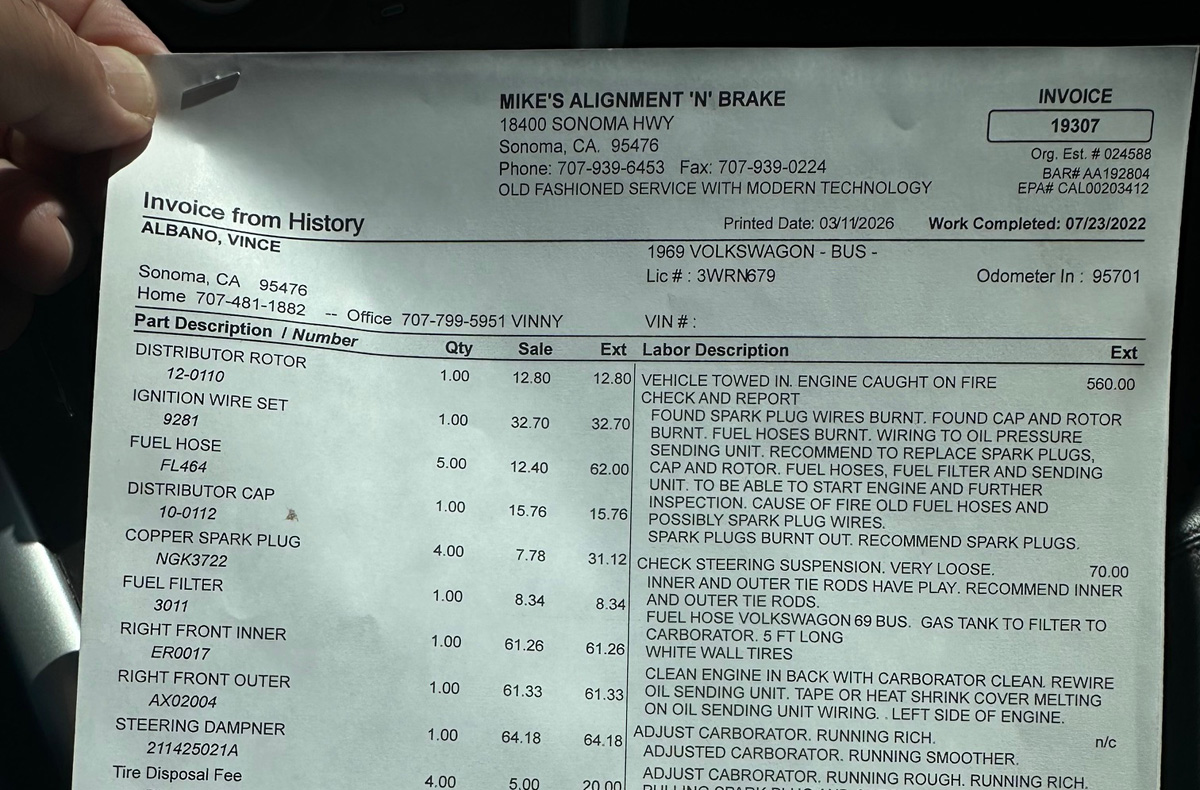 MIKE'S ALIGNMENT 'N' BRAKE
18400 SONOMA HWY
Sonoma, CA. 95476
Phone: 707-939-6453 Fax: 707-939-0224
OLD FASHIONED SERVICE WITH MODERN TECHNOLOGY
INVOICE
19307
Org. Est. # 024588
BAR# AA192804
EPA# CAL00203412
Invoice from History
Printed Date: 03/11/2026 Work Completed: 07/23/2022
ALBANO, VINCE
Sonoma, CA 95476
Home 707-481-1882 -- Office 707-799-5951 VINNY
1969 VOLKSWAGON - BUS -
Lic # : 3WRN679 Odometer In : 95701
VIN # :
Part Description / Number Qty Sale Ext
DISTRIBUTOR ROTOR 1.00 12.80 12.80
12-0110
IGNITION WIRE SET 1.00 32.70 32.70
9281
FUEL HOSE 5.00 12.40 62.00
FL464
DISTRIBUTOR CAP 1.00 15.76 15.76
10-0112
COPPER SPARK PLUG 4.00 7.78 31.12
NGK3722
FUEL FILTER 1.00 8.34 8.34
3011
RIGHT FRONT INNER 1.00 61.26 61.26
ER0017
RIGHT FRONT OUTER 1.00 61.33 61.33
AX02004
STEERING DAMPNER 1.00 64.18 64.18
211425021A
Tire Disposal Fee 4.00 5.00 20.00
Labor Description Ext
VEHICLE TOWED IN. ENGINE CAUGHT ON FIRE 560.00
CHECK AND REPORT
FOUND SPARK PLUG WIRES BURNT. FOUND CAP AND ROTOR
BURNT. FUEL HOSES BURNT. WIRING TO OIL PRESSURE
SENDING UNIT. RECOMMEND TO REPLACE SPARK PLUGS,
CAP AND ROTOR. FUEL HOSES, FUEL FILTER AND SENDING
UNIT. TO BE ABLE TO START ENGINE AND FURTHER
INSPECTION. CAUSE OF FIRE OLD FUEL HOSES AND
POSSIBLY SPARK PLUG WIRES.
SPARK PLUGS BURNT OUT. RECOMMEND SPARK PLUGS.
CHECK STEERING SUSPENSION. VERY LOOSE. 70.00
INNER AND OUTER TIE RODS HAVE PLAY. RECOMMEND INNER
AND OUTER TIE RODS.
FUEL HOSE VOLKSWAGON 69 BUS. GAS TANK TO FILTER TO
CARBORATOR. 5 FT LONG
WHITE WALL TIRES
CLEAN ENGINE IN BACK WITH CARBORATOR CLEAN. REWIRE
OIL SENDING UNIT. TAPE OR HEAT SHRINK COVER MELTING
ON OIL SENDING UNIT WIRING. . LEFT SIDE OF ENGINE.
ADJUST CARBORATOR. RUNNING RICH. n/c
ADJUSTED CARBORATOR. RUNNING SMOOTHER.
ADJUST CABRORATOR. RUNNING ROUGH. RUNNING RICH.